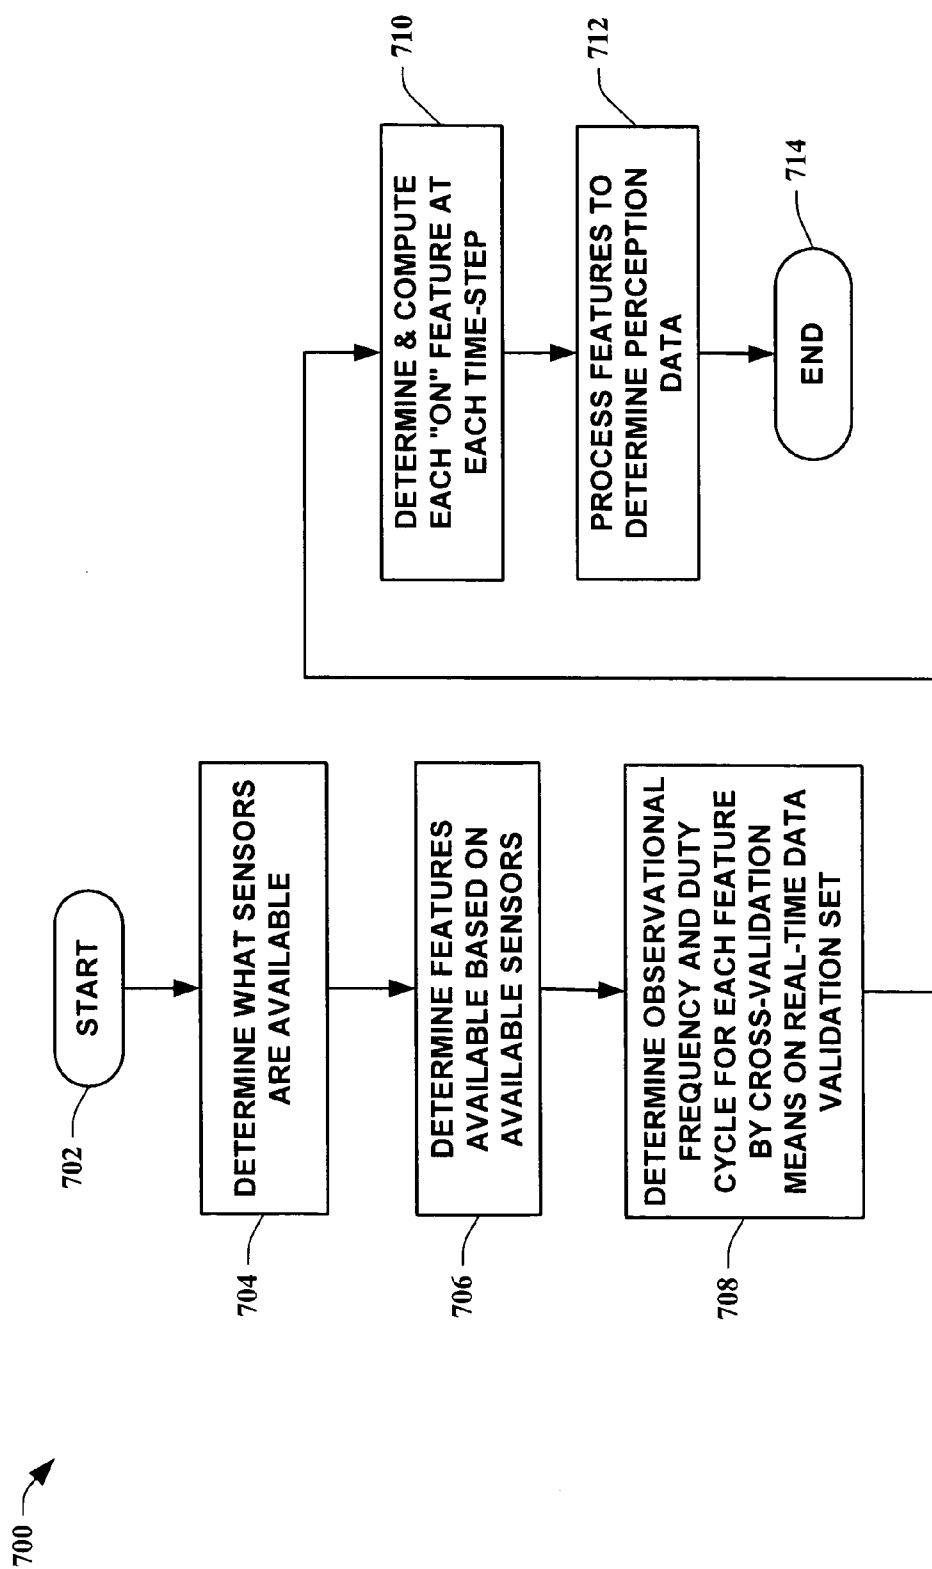 700
702
START
704
DETERMINE WHAT SENSORS
ARE AVAILABLE
706
DETERMINE FEATURES
AVAILABLE BASED ON
AVAILABLE SENSORS
708
DETERMINE OBSERVATIONAL
FREQUENCY AND DUTY
CYCLE FOR EACH FEATURE
BY CROSS-VALIDATION
MEANS ON REAL-TIME DATA
VALIDATION SET
710
DETERMINE & COMPUTE
EACH "ON" FEATURE AT
EACH TIME-STEP
712
PROCESS FEATURES TO
DETERMINE PERCEPTION
DATA
714
END